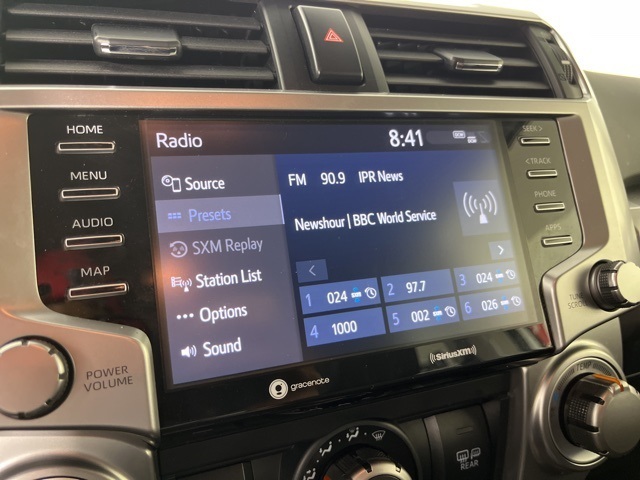 HOME
MENU
AUDIO
MAP
POWER
VOLUME
Radio
8:41
Source
Presets
SXM Replay
Station List
Options
Sound
FM 90.9 IPR News
Newshour | BBC World Service
<
>
1 024
2 97.7
3 024
4 1000
5 002
6 026
gracenote
SiriusXM
SEEK >
< TRACK
PHONE
APPS
TEMP
REAR